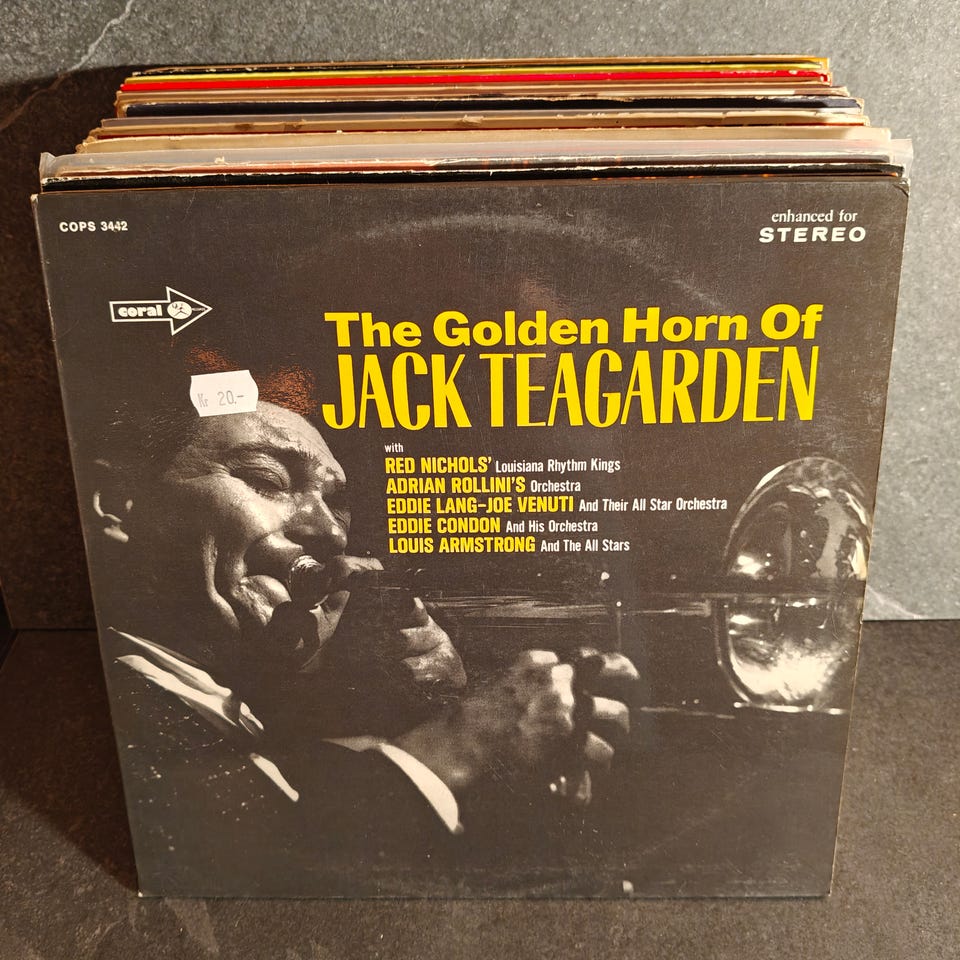 COPS 3442
enhanced for
STEREO
coral
The Golden Horn Of
JACK TEAGARDEN
Kr 20.-
with
RED NICHOLS' Louisiana Rhythm Kings
ADRIAN ROLLINI'S Orchestra
EDDIE LANG-JOE VENUTI And Their All Star Orchestra
EDDIE CONDON And His Orchestra
LOUIS ARMSTRONG And The All Stars